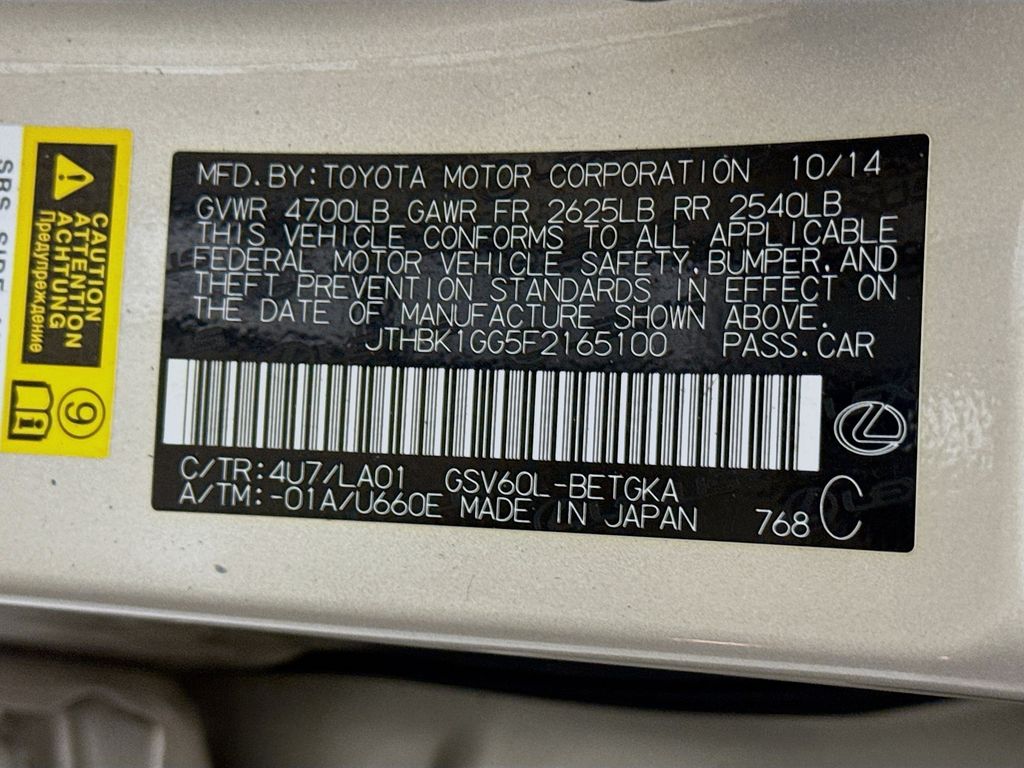 MFD.BY:TOYOTA MOTOR CORPORATION 10/14
GVWR 4700LB GAWR FR 2625LB RR 2540LB
THIS VEHICLE CONFORMS TO ALL APPLICABLE
FEDERAL MOTOR VEHICLE SAFETY,BUMPER,AND
THEFT PREVENTION STANDARDS IN EFFECT ON
THE DATE OF MANUFACTURE SHOWN ABOVE.
JTHBK1GG5F2165100 PASS.CAR
C/TR:4U7/LA01 GSV60L-BETGKA
A/TM:-01A/U660E MADE IN JAPAN 768 C
CAUTION
ATTENTION
ACHTUNG
Предупреждение
9
SRS SIDE